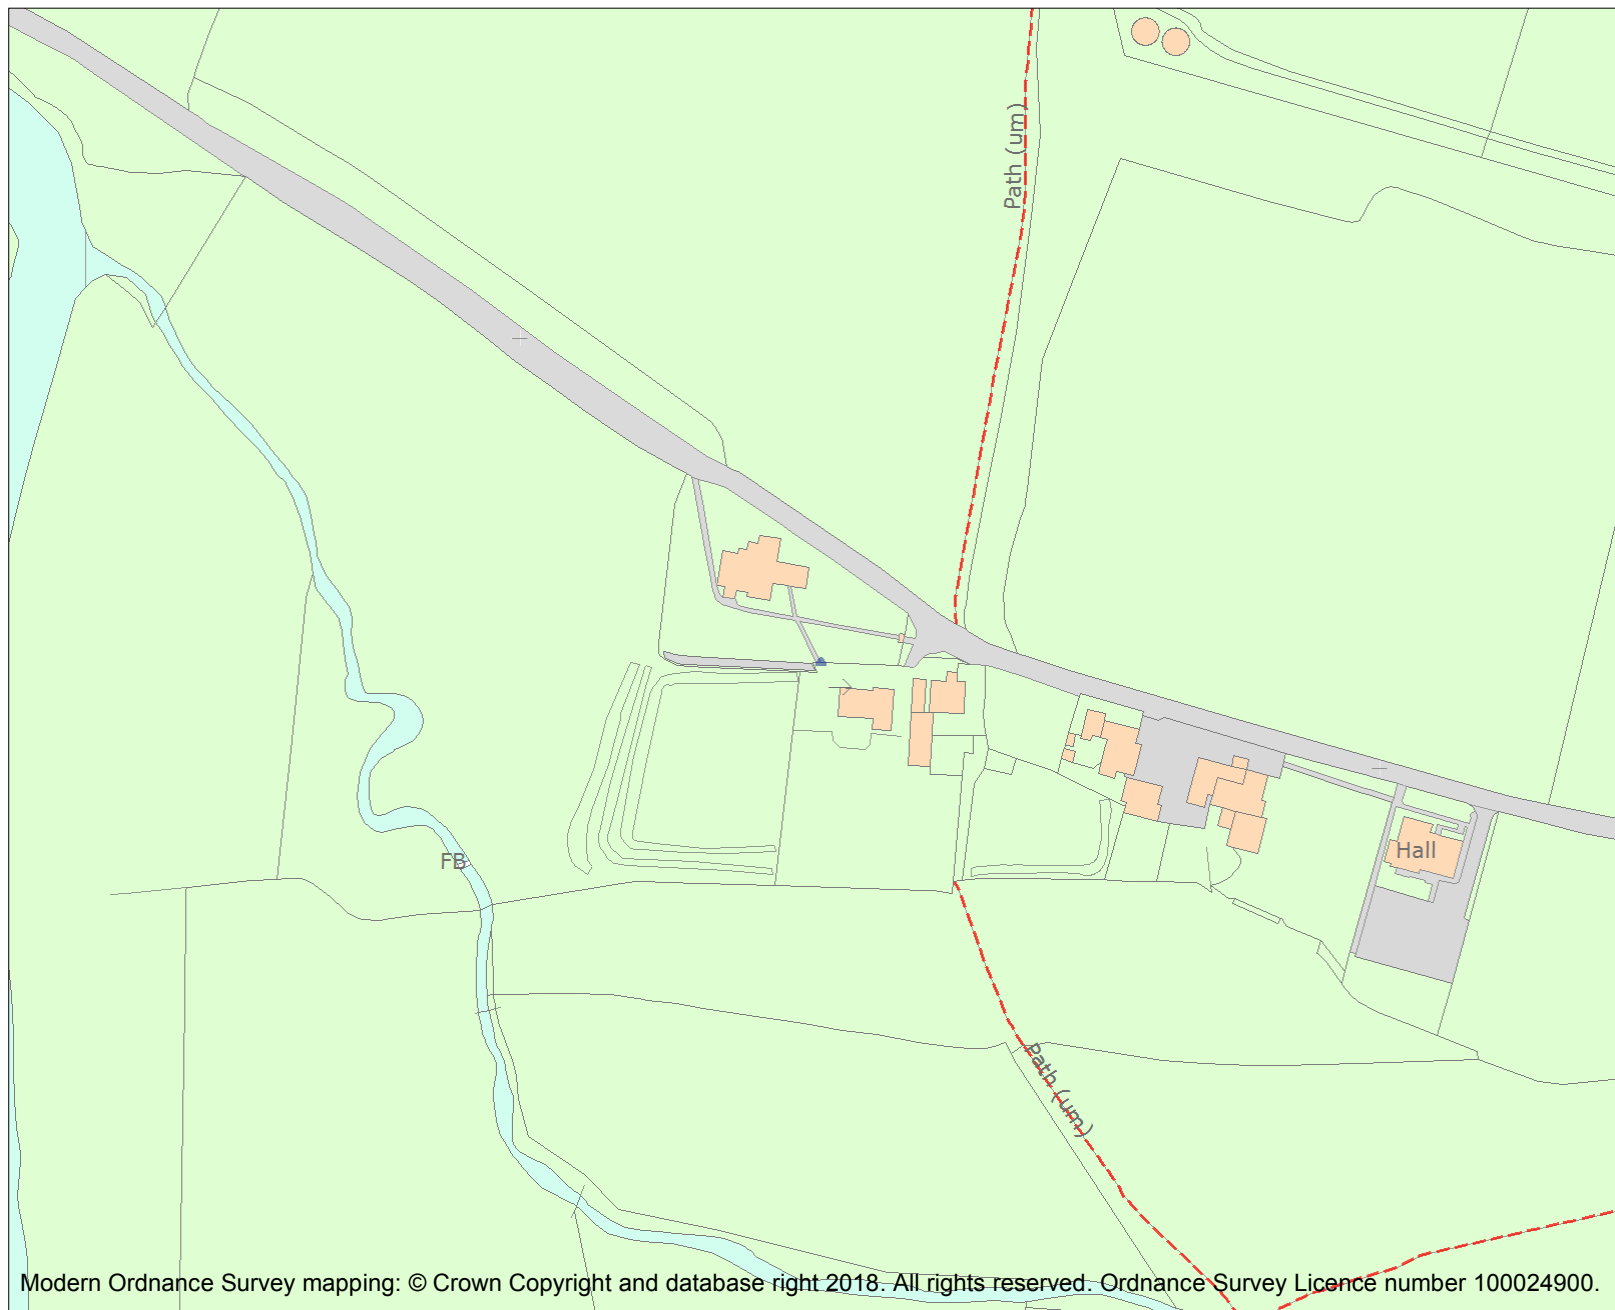 Path (um)
FB
Hall
Path (um)
Modern Ordnance Survey mapping: © Crown Copyright and database right 2018. All rights reserved. Ordnance Survey Licence number 100024900.